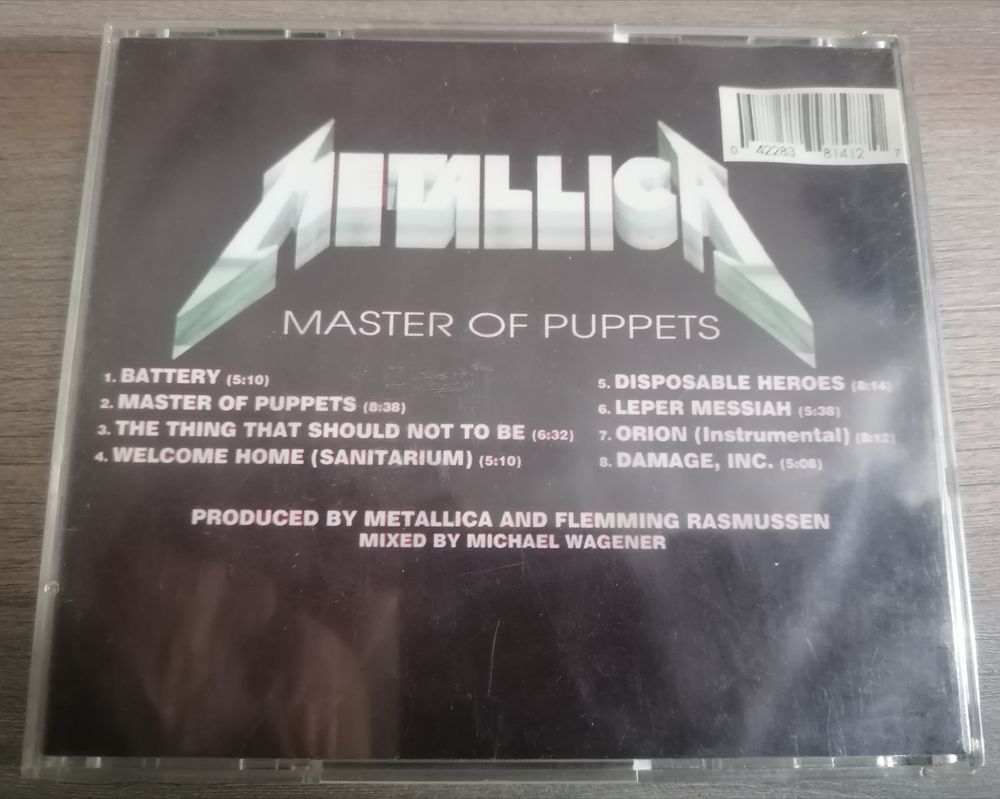 METALLICA
0 42283 81412 7
MASTER OF PUPPETS
1. BATTERY (5:10)
2. MASTER OF PUPPETS (8:38)
3. THE THING THAT SHOULD NOT TO BE (6:32)
4. WELCOME HOME (SANITARIUM) (5:10)
5. DISPOSABLE HEROES (8:14)
6. LEPER MESSIAH (5:38)
7. ORION (Instrumental) (8:12)
8. DAMAGE, INC. (5:08)
PRODUCED BY METALLICA AND FLEMMING RASMUSSEN
MIXED BY MICHAEL WAGENER